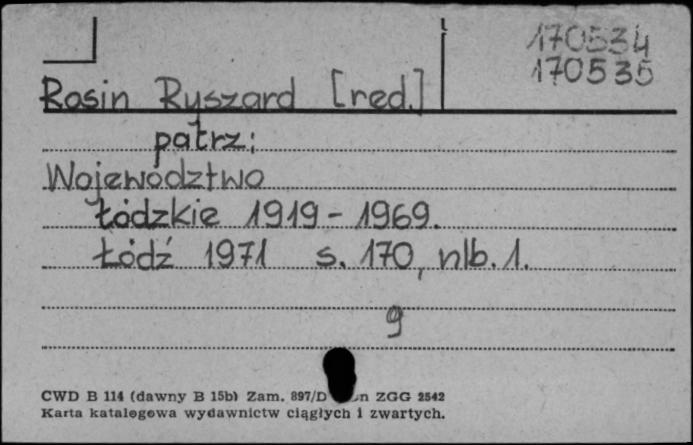 170534
170535
Rosin Ryszard [red.]
patrz:
Województwo
Łódzkie 1919-1969.
Łódź 1971 s. 170, nlb. 1.
9
CWD B 114 (dawny B 15b) Zam. 897/D ZGG 2542
Karta katalogowa wydawnictw ciągłych i zwartych.